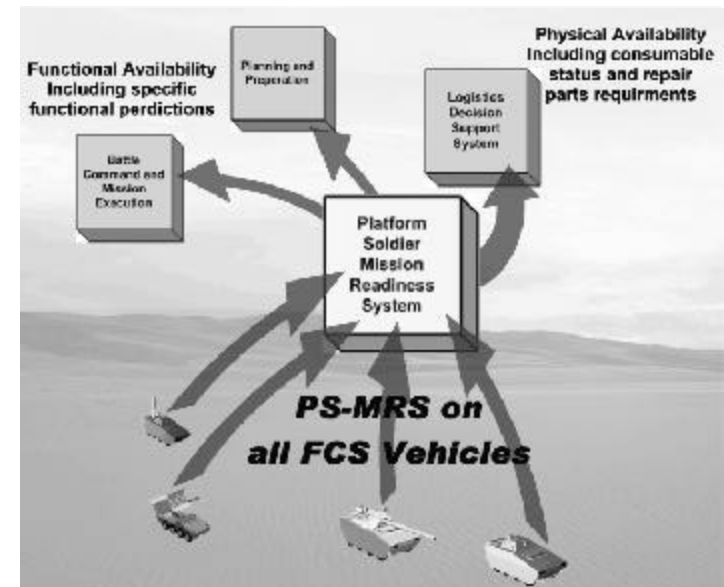 Functional Availability
Including specific
functional perdictions
Planning and
Preperation
Physical Availability
Including consumable
status and repair
parts requirments
Logistics
Decision
Support
System
Battle
Command and
Mission
Execution
Platform
Soldier
Mission
Readiness
System
PS-MRS on
all FCS Vehicles